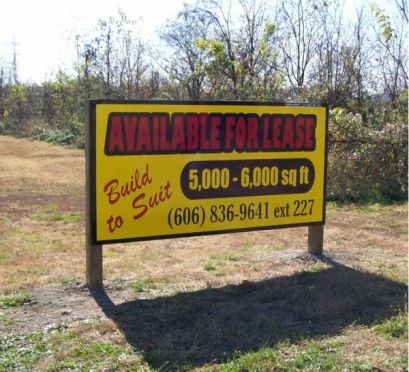 AVAILABLE FOR LEASE
Build
to Suit
5,000 - 6,000 sq ft
(606) 836-9641 ext 227